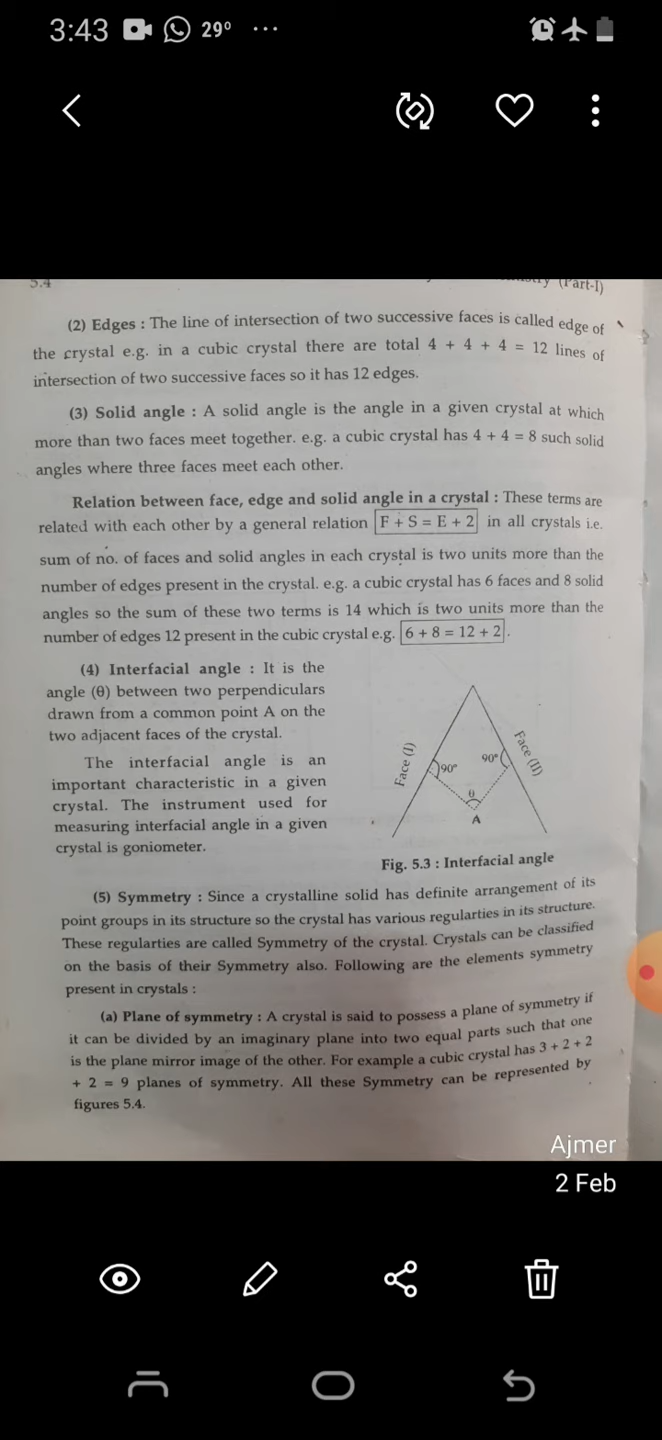 3:43 29° ...
5.4 (Part-I)
(2) Edges : The line of intersection of two successive faces is called edge of
the crystal e.g. in a cubic crystal there are total 4 + 4 + 4 = 12 lines of
intersection of two successive faces so it has 12 edges.
(3) Solid angle : A solid angle is the angle in a given crystal at which
more than two faces meet together. e.g. a cubic crystal has 4 + 4 = 8 such solid
angles where three faces meet each other.
Relation between face, edge and solid angle in a crystal : These terms are
related with each other by a general relation F + S = E + 2 in all crystals i.e.
sum of no. of faces and solid angles in each crystal is two units more than the
number of edges present in the crystal. e.g. a cubic crystal has 6 faces and 8 solid
angles so the sum of these two terms is 14 which is two units more than the
number of edges 12 present in the cubic crystal e.g. 6 + 8 = 12 + 2 .
(4) Interfacial angle : It is the
angle (θ) between two perpendiculars
drawn from a common point A on the
two adjacent faces of the crystal.
The interfacial angle is an
important characteristic in a given
crystal. The instrument used for
measuring interfacial angle in a given
crystal is goniometer.
Face (I)
90°
90°
Face (II)
θ
A
Fig. 5.3 : Interfacial angle
(5) Symmetry : Since a crystalline solid has definite arrangement of its
point groups in its structure so the crystal has various regularties in its structure.
These regularties are called Symmetry of the crystal. Crystals can be classified
on the basis of their Symmetry also. Following are the elements symmetry
present in crystals :
(a) Plane of symmetry : A crystal is said to possess a plane of symmetry if
it can be divided by an imaginary plane into two equal parts such that one
is the plane mirror image of the other. For example a cubic crystal has 3 + 2 + 2
+ 2 = 9 planes of symmetry. All these Symmetry can be represented by
figures 5.4.
Ajmer
2 Feb